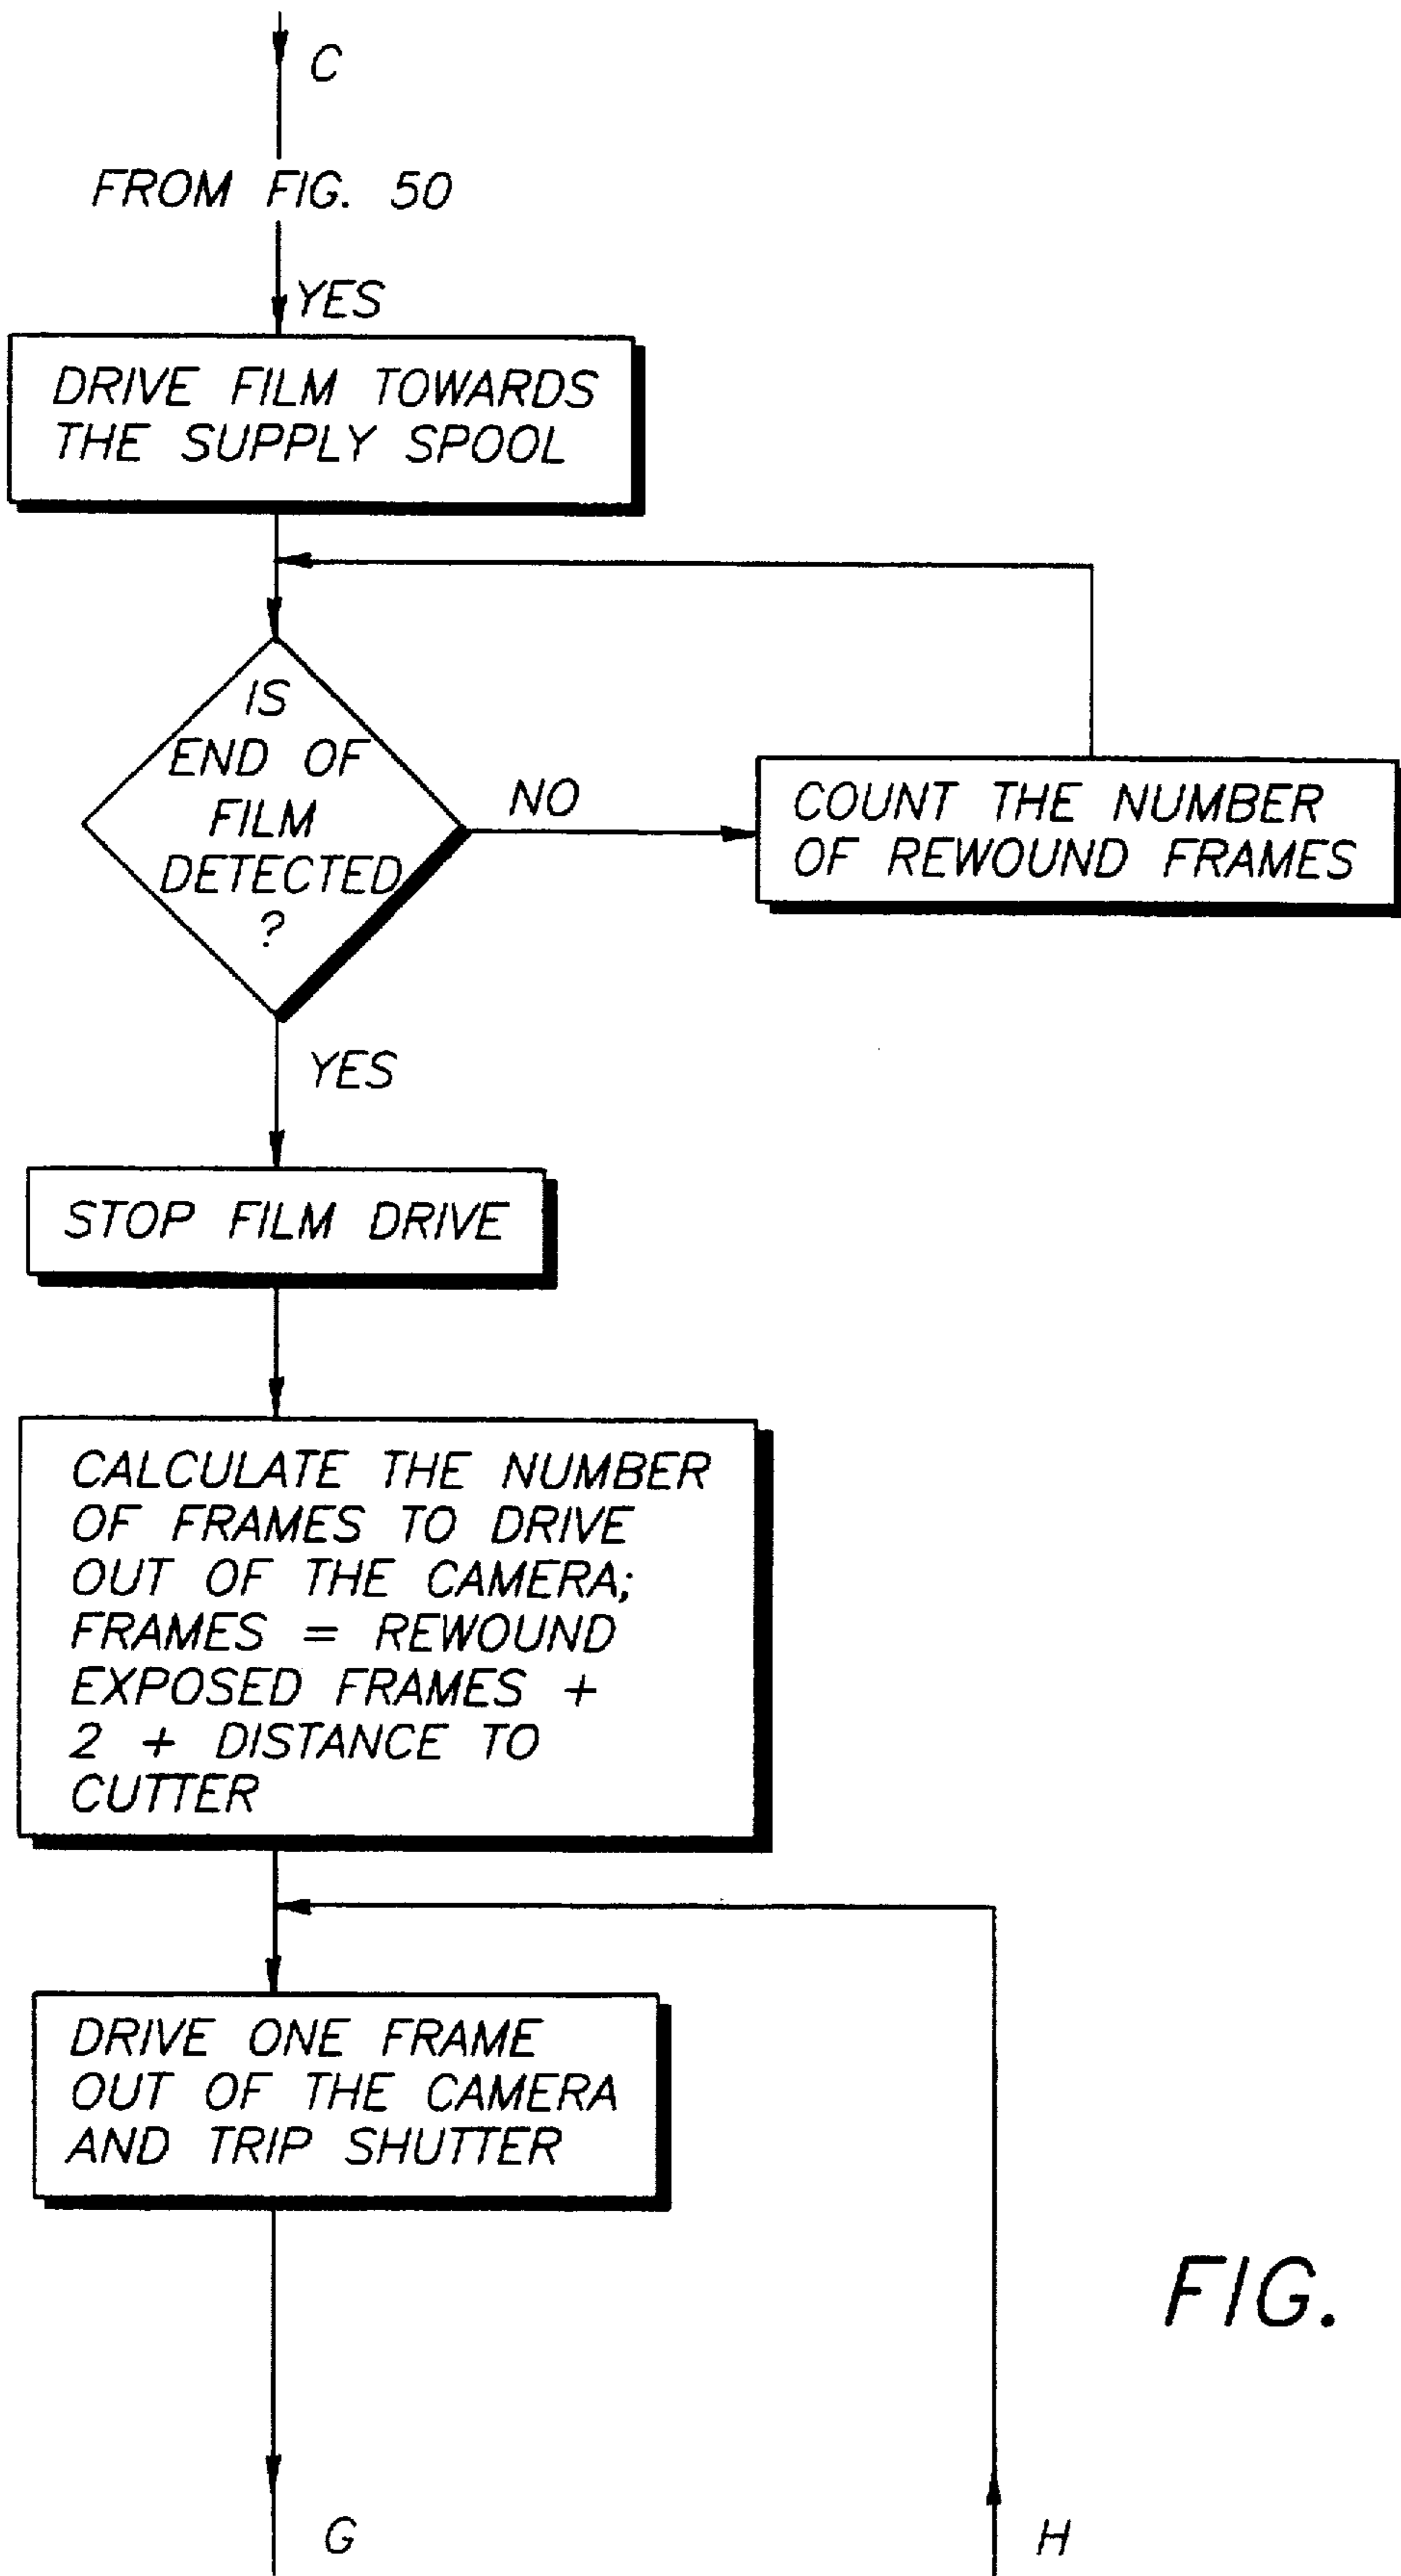 C
FROM FIG. 50
YES
DRIVE FILM TOWARDS
THE SUPPLY SPOOL
IS
END OF
FILM
DETECTED
?
NO
COUNT THE NUMBER
OF REWOUND FRAMES
YES
STOP FILM DRIVE
CALCULATE THE NUMBER
OF FRAMES TO DRIVE
OUT OF THE CAMERA;
FRAMES = REWOUND
EXPOSED FRAMES +
2 + DISTANCE TO
CUTTER
DRIVE ONE FRAME
OUT OF THE CAMERA
AND TRIP SHUTTER
FIG.
G
H